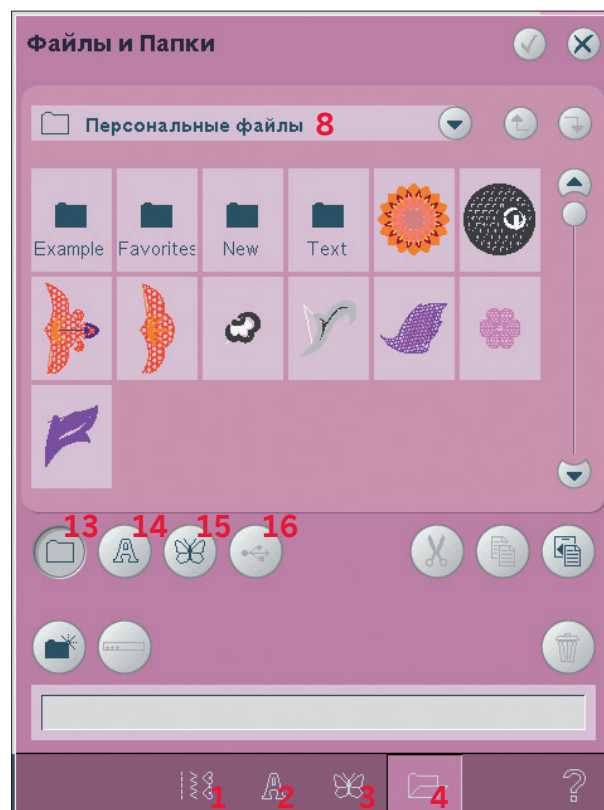 Файлы и Папки
Персональные файлы 8
Example Favorites New Text
13 14 15 16
1 2 3 4 ?